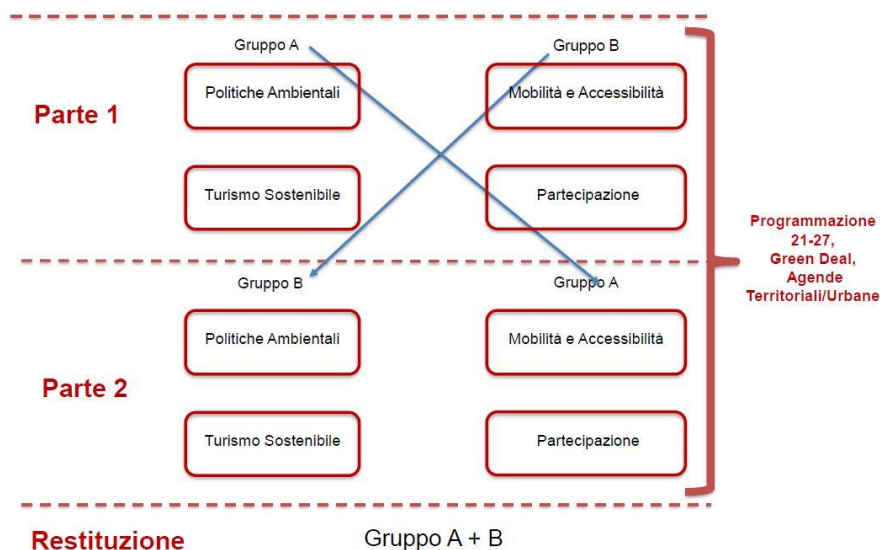 Gruppo A
Gruppo B
Parte 1
Politiche Ambientali
Mobilità e Accessibilità
Turismo Sostenibile
Partecipazione
Programmazione
21-27,
Green Deal,
Agende
Territoriali/Urbane
Gruppo B
Gruppo A
Parte 2
Politiche Ambientali
Mobilità e Accessibilità
Turismo Sostenibile
Partecipazione
Restituzione
Gruppo A + B